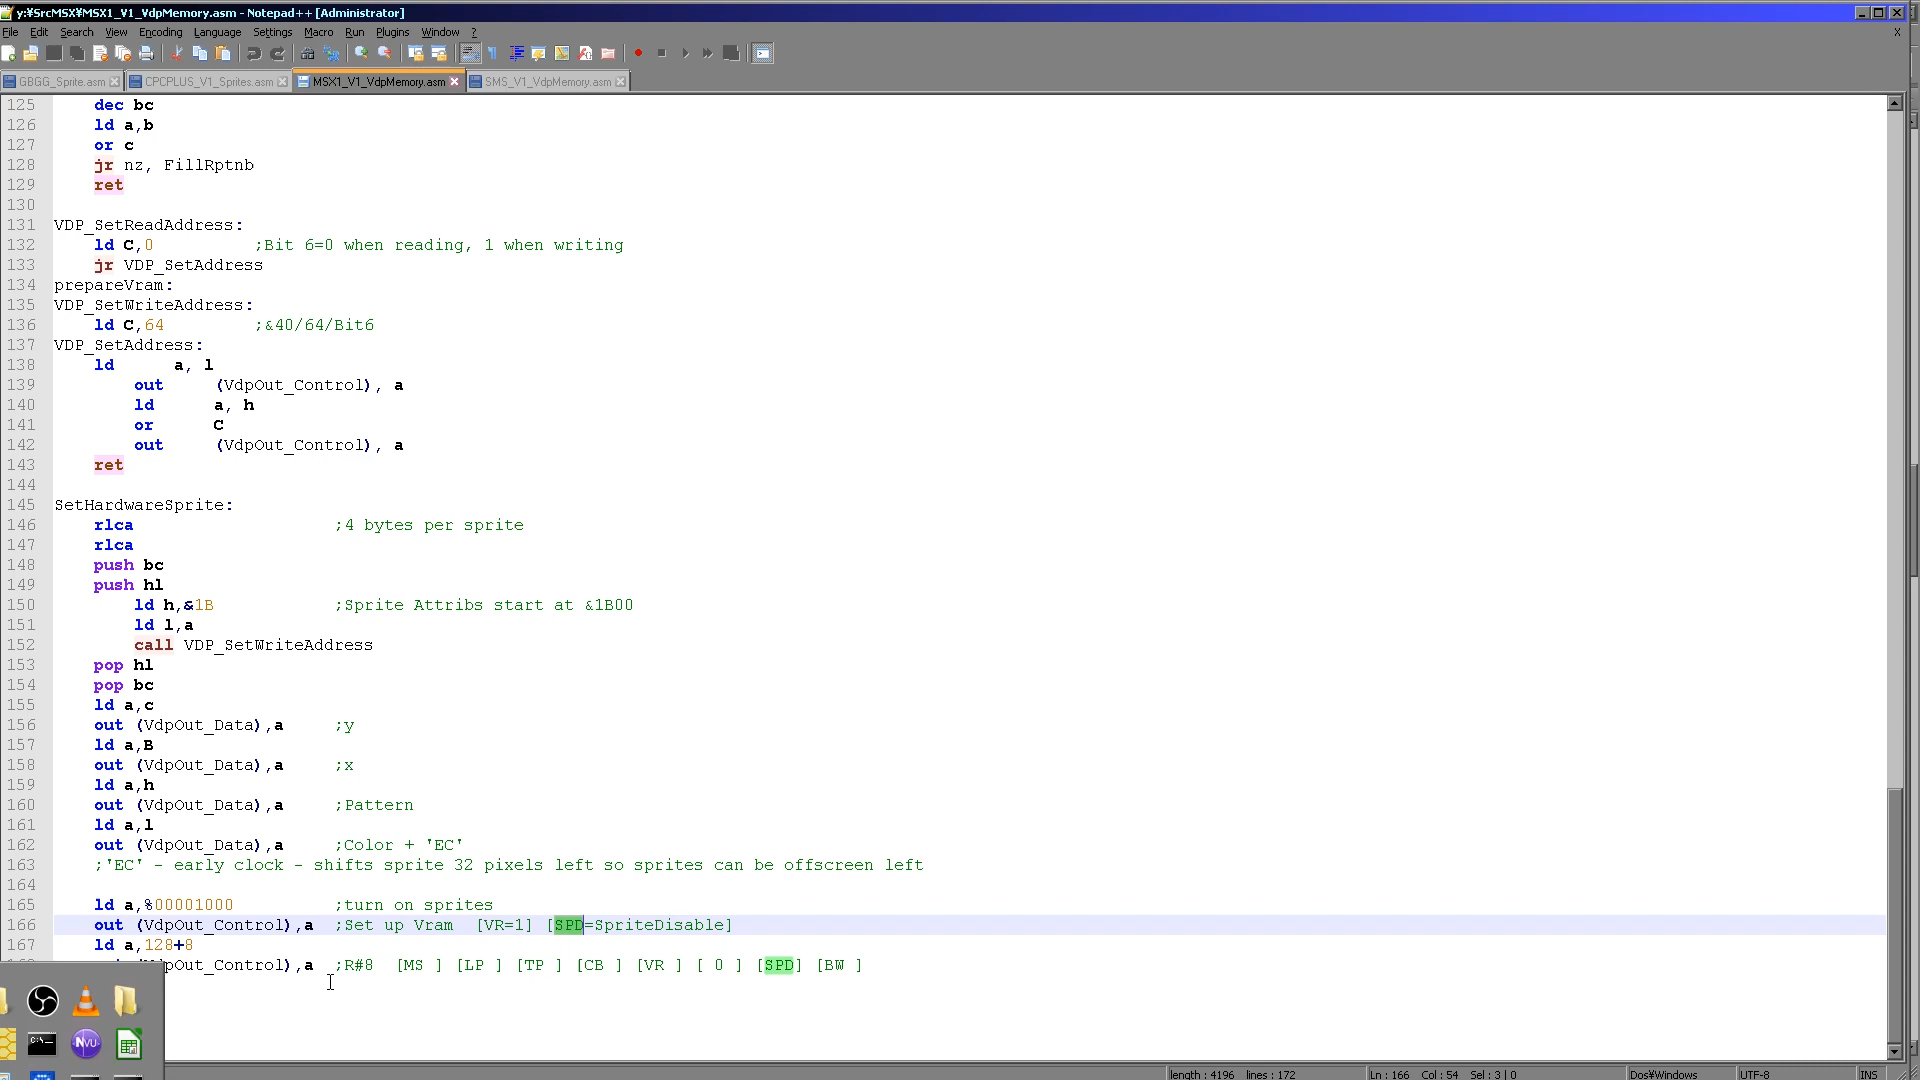 y:¥SrcMSX¥MSX1_V1_VdpMemory.asm - Notepad++ [Administrator]
File Edit Search View Encoding Language Settings Macro Run Plugins Window ? X
GBGG_Sprite.asm CPCPLUS_V1_Sprites.asm MSX1_V1_VdpMemory.asm SMS_V1_VdpMemory.asm
125 dec bc
126 ld a,b
127 or c
128 jr nz, FillRptnb
129 ret
130
131 VDP_SetReadAddress:
132 ld C,0 ;Bit 6=0 when reading, 1 when writing
133 jr VDP_SetAddress
134 prepareVram:
135 VDP_SetWriteAddress:
136 ld C,64 ;&40/64/Bit6
137 VDP_SetAddress:
138 ld a, l
139 out (VdpOut_Control), a
140 ld a, h
141 or C
142 out (VdpOut_Control), a
143 ret
144
145 SetHardwareSprite:
146 rlca ;4 bytes per sprite
147 rlca
148 push bc
149 push hl
150 ld h,&1B ;Sprite Attribs start at &1B00
151 ld l,a
152 call VDP_SetWriteAddress
153 pop hl
154 pop bc
155 ld a,c
156 out (VdpOut_Data),a ;y
157 ld a,B
158 out (VdpOut_Data),a ;x
159 ld a,h
160 out (VdpOut_Data),a ;Pattern
161 ld a,l
162 out (VdpOut_Data),a ;Color + 'EC'
163 ;'EC' - early clock - shifts sprite 32 pixels left so sprites can be offscreen left
164
165 ld a,%00001000 ;turn on sprites
166 out (VdpOut_Control),a ;Set up Vram [VR=1] [SPD=SpriteDisable]
167 ld a,128+8
pOut_Control),a ;R#8 [MS ] [LP ] [TP ] [CB ] [VR ] [ 0 ] [SPD] [BW ]
C:\
NVU
length : 4196 lines : 172 Ln : 166 Col : 54 Sel : 3 | 0 Dos¥Windows UTF-8 INS